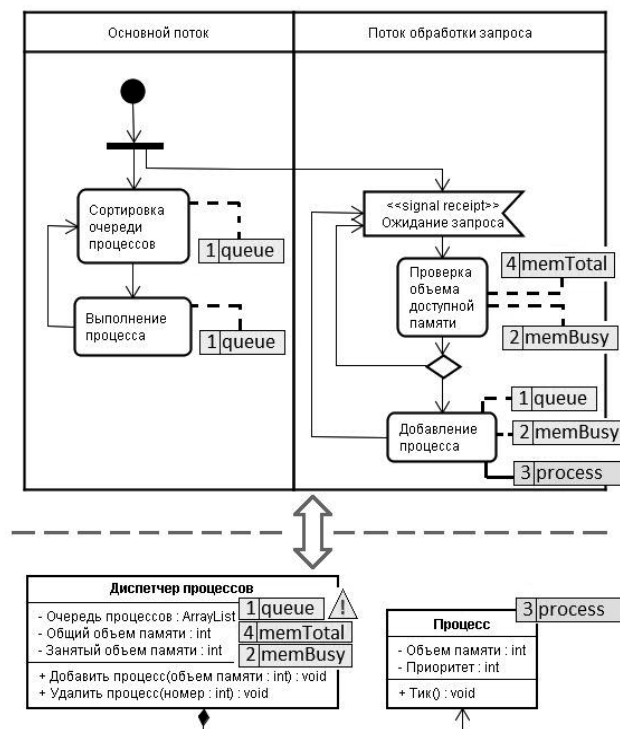 Основной поток
Поток обработки запроса
Сортировка
очереди
процессов
1 queue
Выполнение
процесса
1 queue
<<signal receipt>>
Ожидание запроса
Проверка
объема
доступной
памяти
4 memTotal
2 memBusy
Добавление
процесса
1 queue
2 memBusy
3 process
Диспетчер процессов
- Очередь процессов : ArrayList
- Общий объем памяти : int
- Занятый объем памяти : int
1 queue !
4 memTotal
2 memBusy
+ Добавить процесс(объем памяти : int) : void
+ Удалить процесс(номер : int) : void
Процесс
3 process
- Объем памяти : int
- Приоритет : int
+ Тик() : void